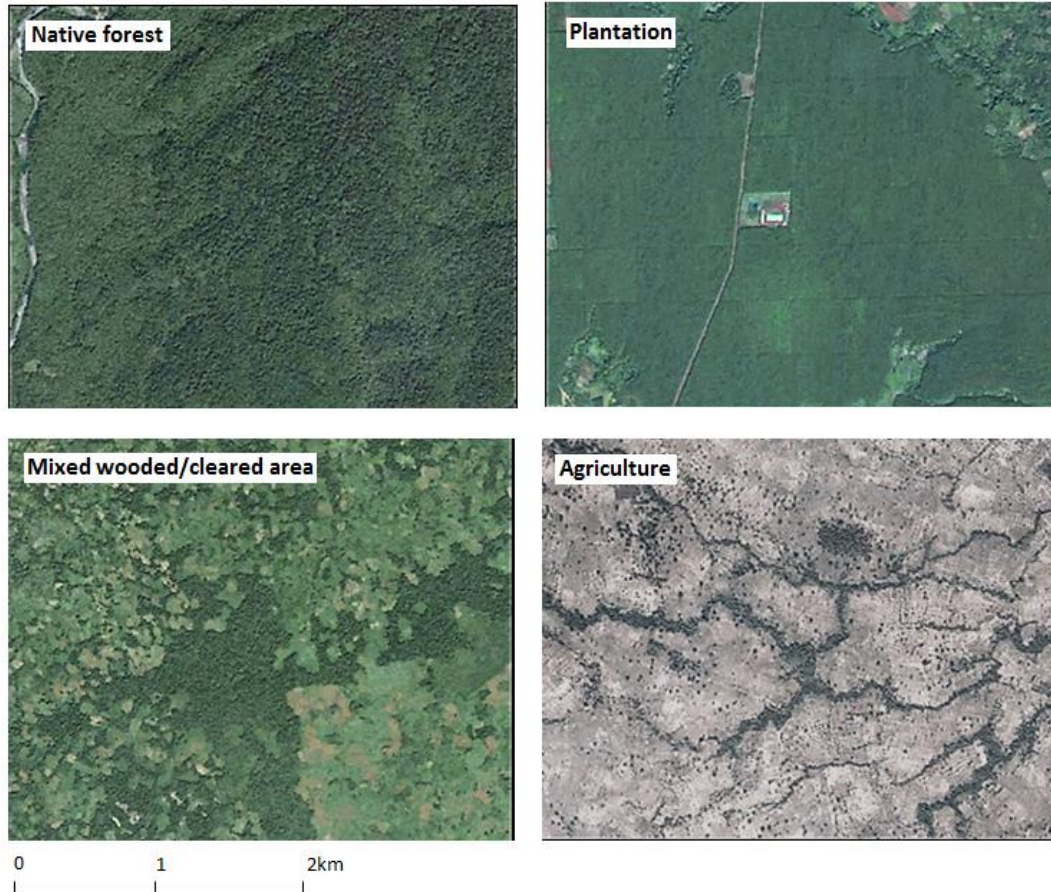 Native forest
Plantation
Mixed wooded/cleared area
Agriculture
0 1 2km